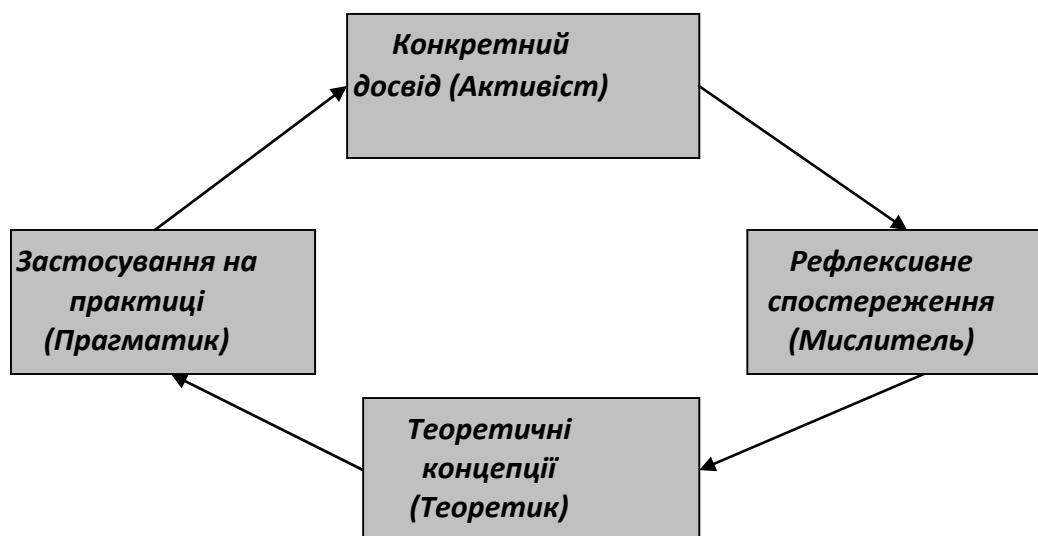 Конкретний
досвід (Активіст)
Застосування на
практиці
(Прагматик)
Рефлексивне
спостереження
(Мислитель)
Теоретичні
концепції
(Теоретик)